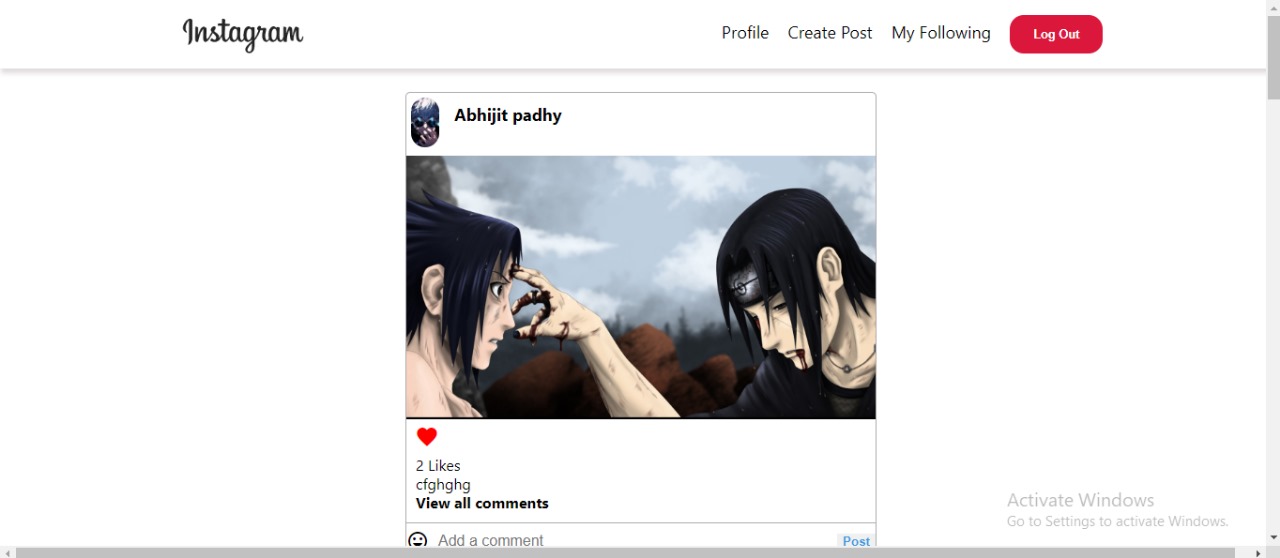 Instagram
Profile Create Post My Following Log Out
Abhijit padhy
2 Likes
cfghghg
View all comments
Add a comment Post
Activate Windows
Go to Settings to activate Windows.